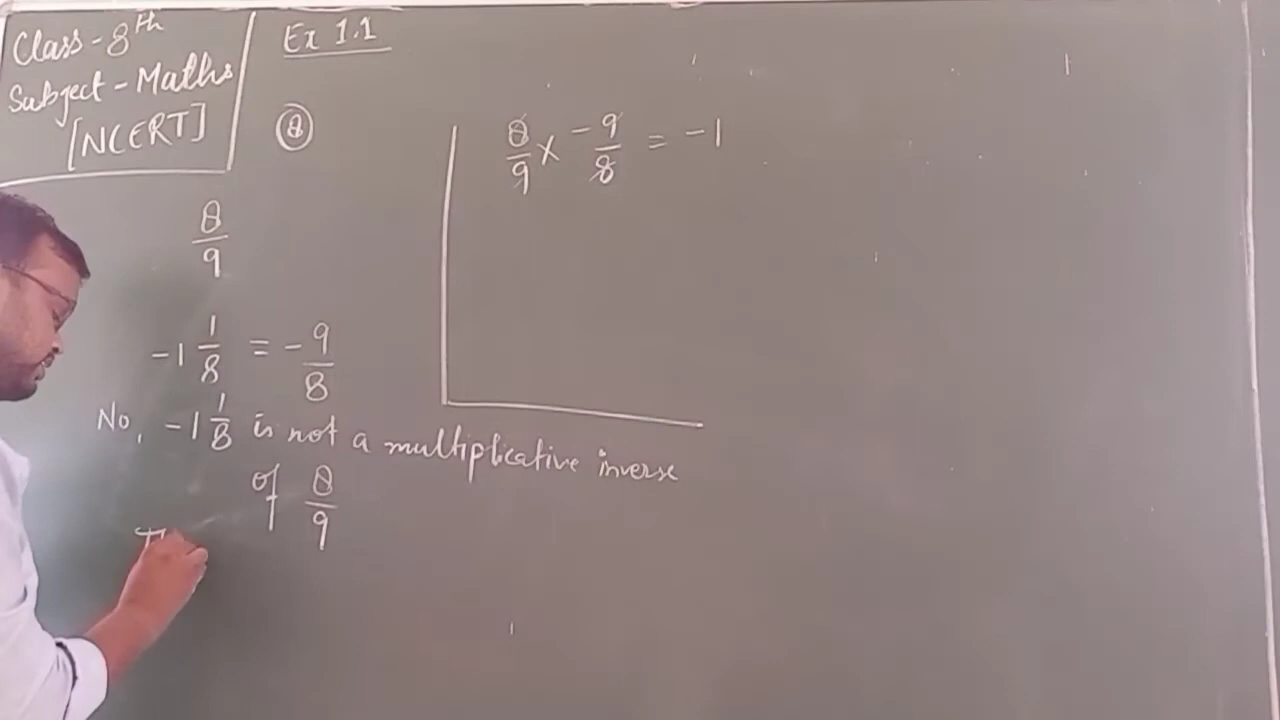 Class - 8th
Subject - Maths
[NCERT]
Ex 1.1
8
8/9
-1 1/8 = -9/8
No, -1 1/8 is not a multiplicative inverse
of 8/9
8/9 × -9/8 = -1